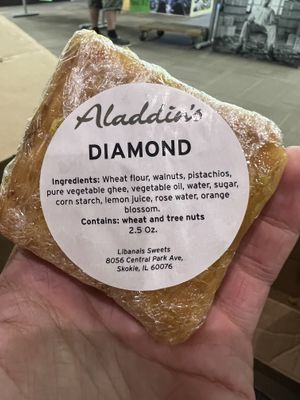 Aladdin's
DIAMOND
Ingredients: Wheat flour, walnuts, pistachios,
pure vegetable ghee, vegetable oil, water, sugar,
corn starch, lemon juice, rose water, orange
blossom.
Contains: wheat and tree nuts
2.5 Oz.
Libanais Sweets
8056 Central Park Ave,
Skokie, IL 60076